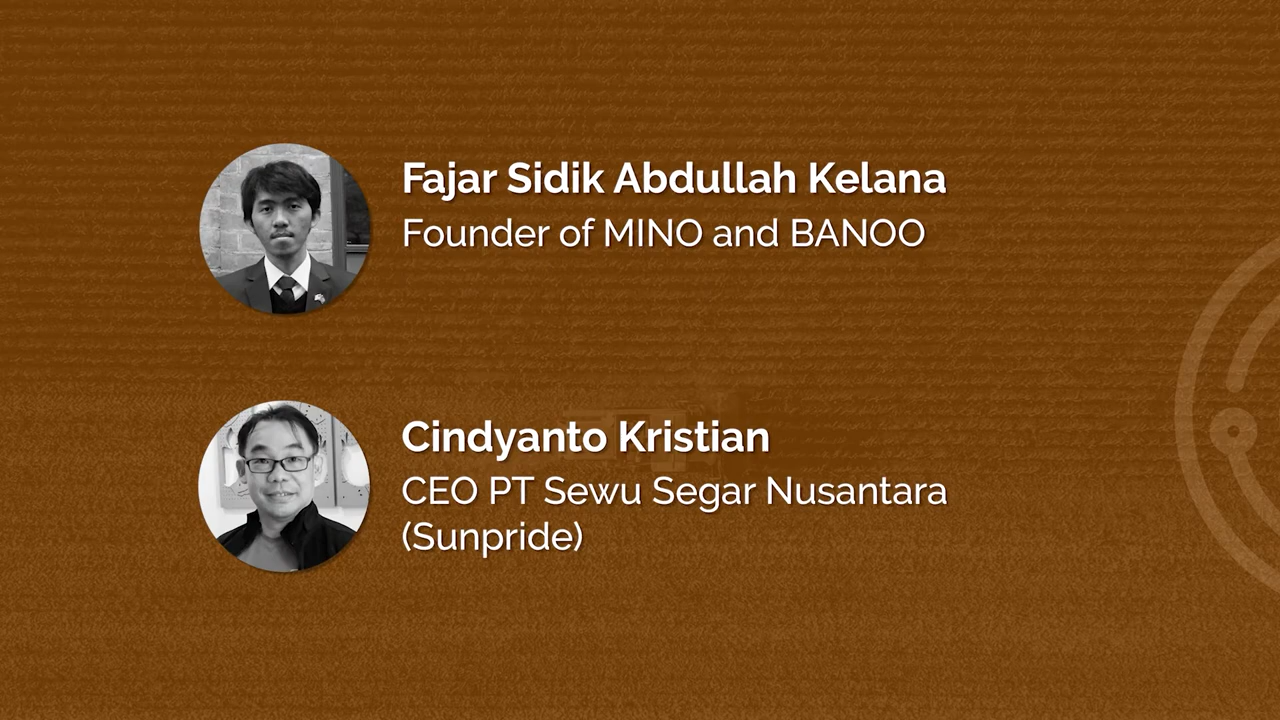 Fajar Sidik Abdullah Kelana
Founder of MINO and BANOO
Cindyanto Kristian
CEO PT Sewu Segar Nusantara
(Sunpride)